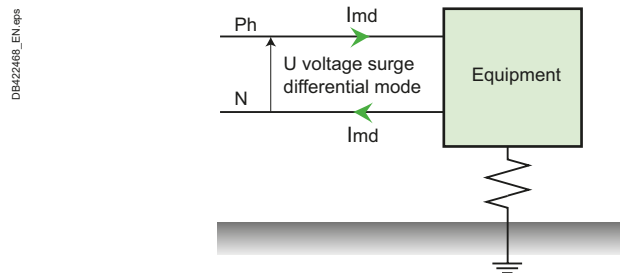 DB422468_EN.eps
Imd
Ph
U voltage surge
differential mode
Equipment
N
Imd